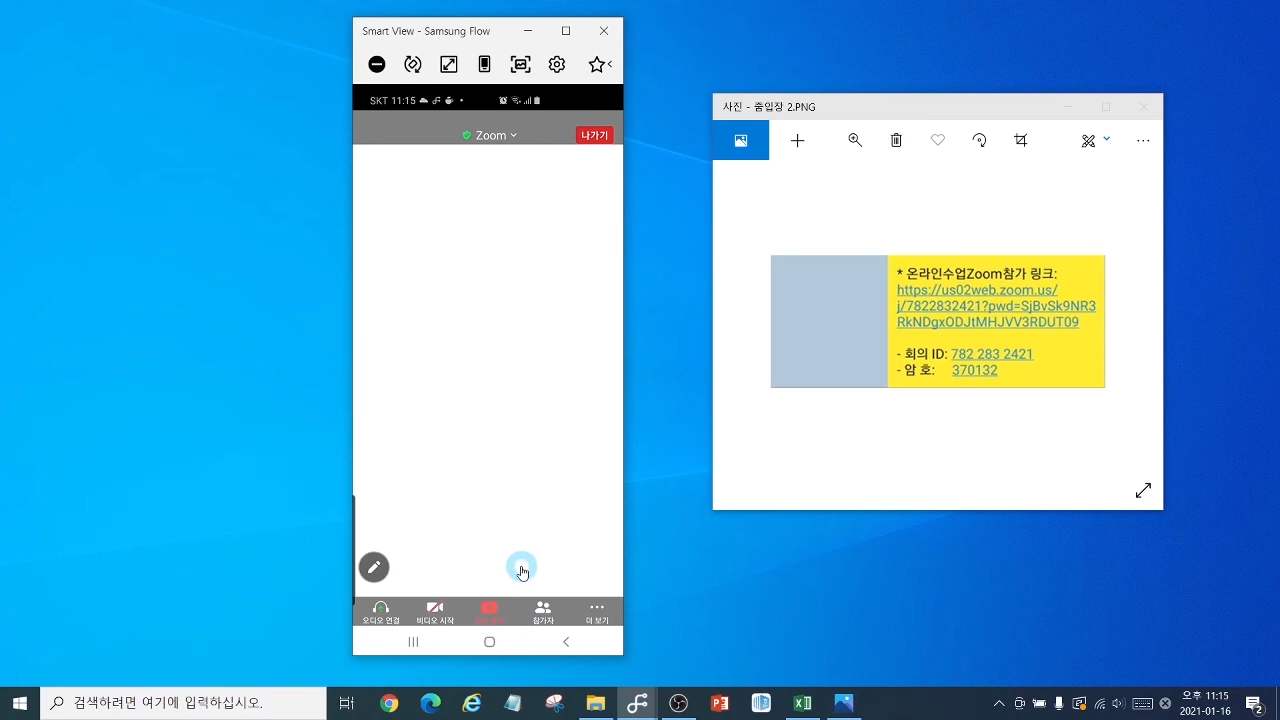 Smart View - Samsung Flow
SKT 11:15
Zoom
나가기
오디오 연결
비디오 시작
참가자
더 보기
사진 - 줌입장 2.PNG
* 온라인수업Zoom참가 링크:
https://us02web.zoom.us/
j/7822832421?pwd=SjBvSk9NR3
RkNDgxODJtMHJVV3RDUT09
- 회의 ID: 782 283 2421
- 암 호: 370132
검색하려면 여기에 입력하십시오.
오후 11:15
2021-01-16
2